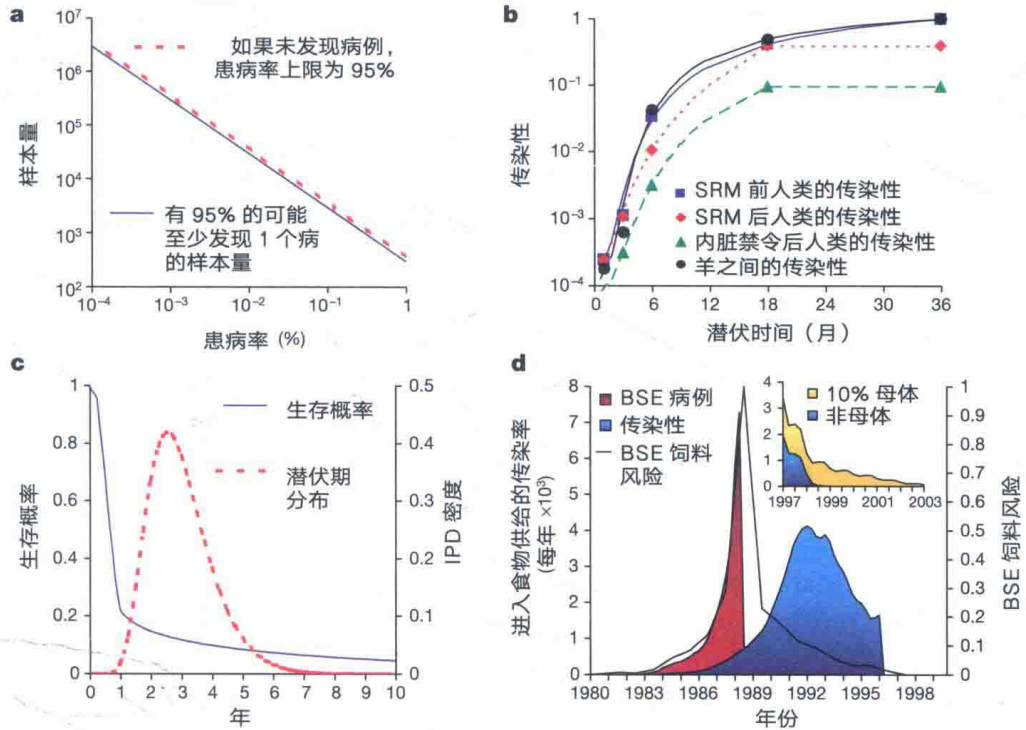 a
10⁷
10⁶
10⁵
10⁴
10³
10²
样本量
如果未发现病例，
患病率上限为 95%
有 95% 的可能
至少发现 1 个病
的样本量
10⁻⁴
10⁻³
10⁻²
10⁻¹
1
患病率 (%)
b
1
10⁻¹
10⁻²
10⁻³
10⁻⁴
传染性
SRM 前人类的传染性
SRM 后人类的传染性
内脏禁令后人类的传染性
羊之间的传染性
0 6 12 18 24 30 36
潜伏时间（月）
c
1
0.8
0.6
0.4
0.2
0
生存概率
生存概率
潜伏期
分布
0.5
0.4
0.3
0.2
0.1
0
IPD 密度
0 1 2 3 4 5 6 7 8 9 10
年
d
8
7
6
5
4
3
2
1
0
进入食物供给的传染率
(每年 ×10³)
BSE 病例
传染性
BSE 饲料
风险
4
3
2
1
0
10% 母体
非母体
1997 1999 2001 2003
1
0.9
0.8
0.7
0.6
0.5
0.4
0.3
0.2
0.1
0
BSE 饲料风险
1980 1983 1986 1989 1992 1995 1998
年份